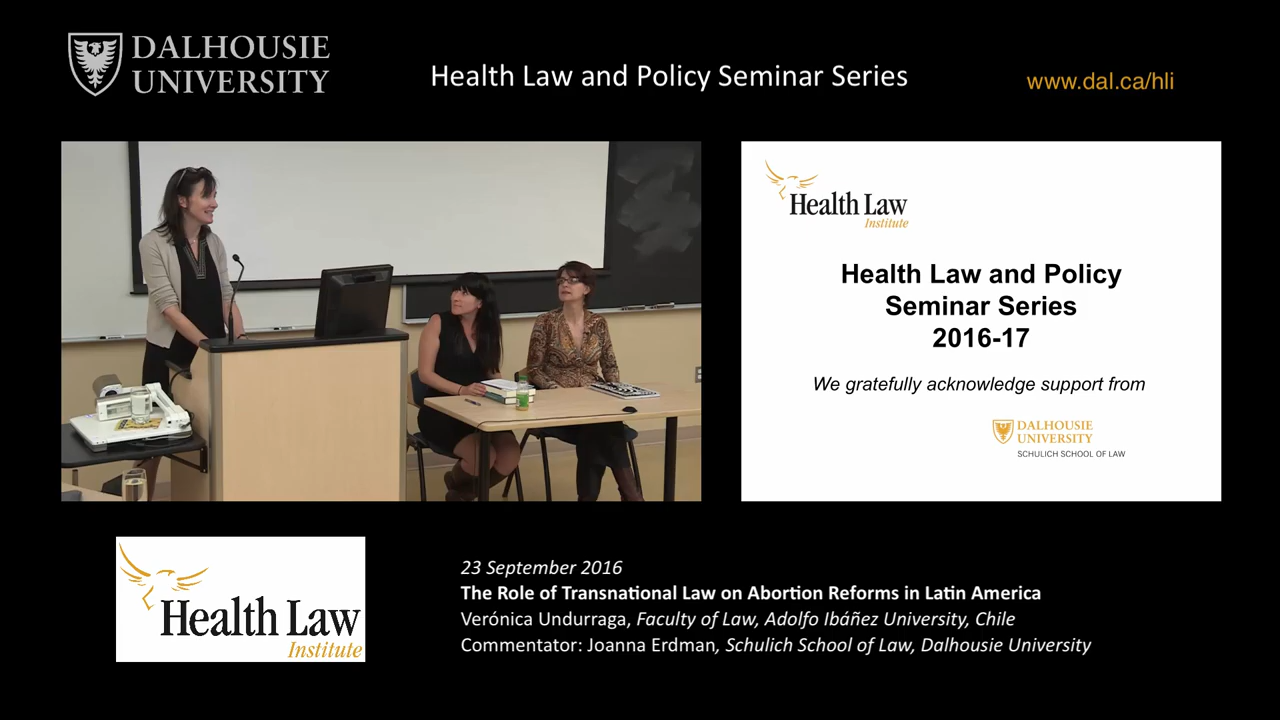 DALHOUSIE
UNIVERSITY
Health Law and Policy Seminar Series
www.dal.ca/hli
Health Law
Institute
Health Law and Policy
Seminar Series
2016-17
We gratefully acknowledge support from
DALHOUSIE
UNIVERSITY
SCHULICH SCHOOL OF LAW
Health Law
Institute
23 September 2016
The Role of Transnational Law on Abortion Reforms in Latin America
Verónica Undurraga, Faculty of Law, Adolfo Ibáñez University, Chile
Commentator: Joanna Erdman, Schulich School of Law, Dalhousie University